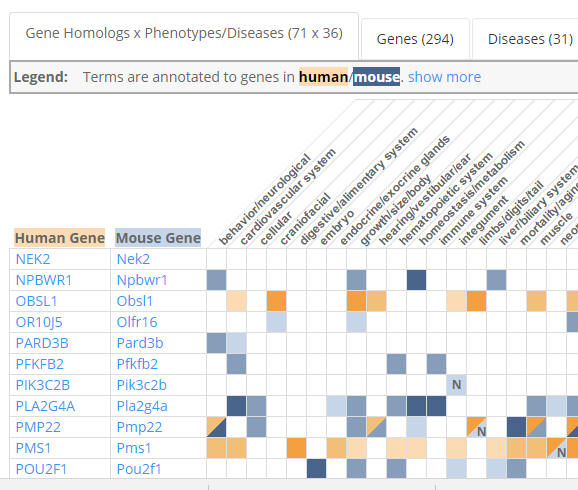 Gene Homologs x Phenotypes/Diseases (71 x 36)
Genes (294)
Diseases (31)
Legend: Terms are annotated to genes in human/mouse. show more
behavior/neurological
cardiovascular system
cellular
craniofacial
digestive/alimentary system
embryo
endocrine/exocrine glands
growth/size/body
hearing/vestibular/ear
hematopoietic system
homeostasis/metabolism
immune system
integument
limbs/digits/tail
liver/biliary system
mortality/aging
muscle
Human Gene Mouse Gene
NEK2 Nek2
NPBWR1 Npbwr1
OBSL1 Obsl1
OR10J5 Olfr16
PARD3B Pard3b
PFKFB2 Pfkfb2
PIK3C2B Pik3c2b N
PLA2G4A Pla2g4a
PMP22 Pmp22 N
PMS1 Pms1 N
POU2F1 Pou2f1